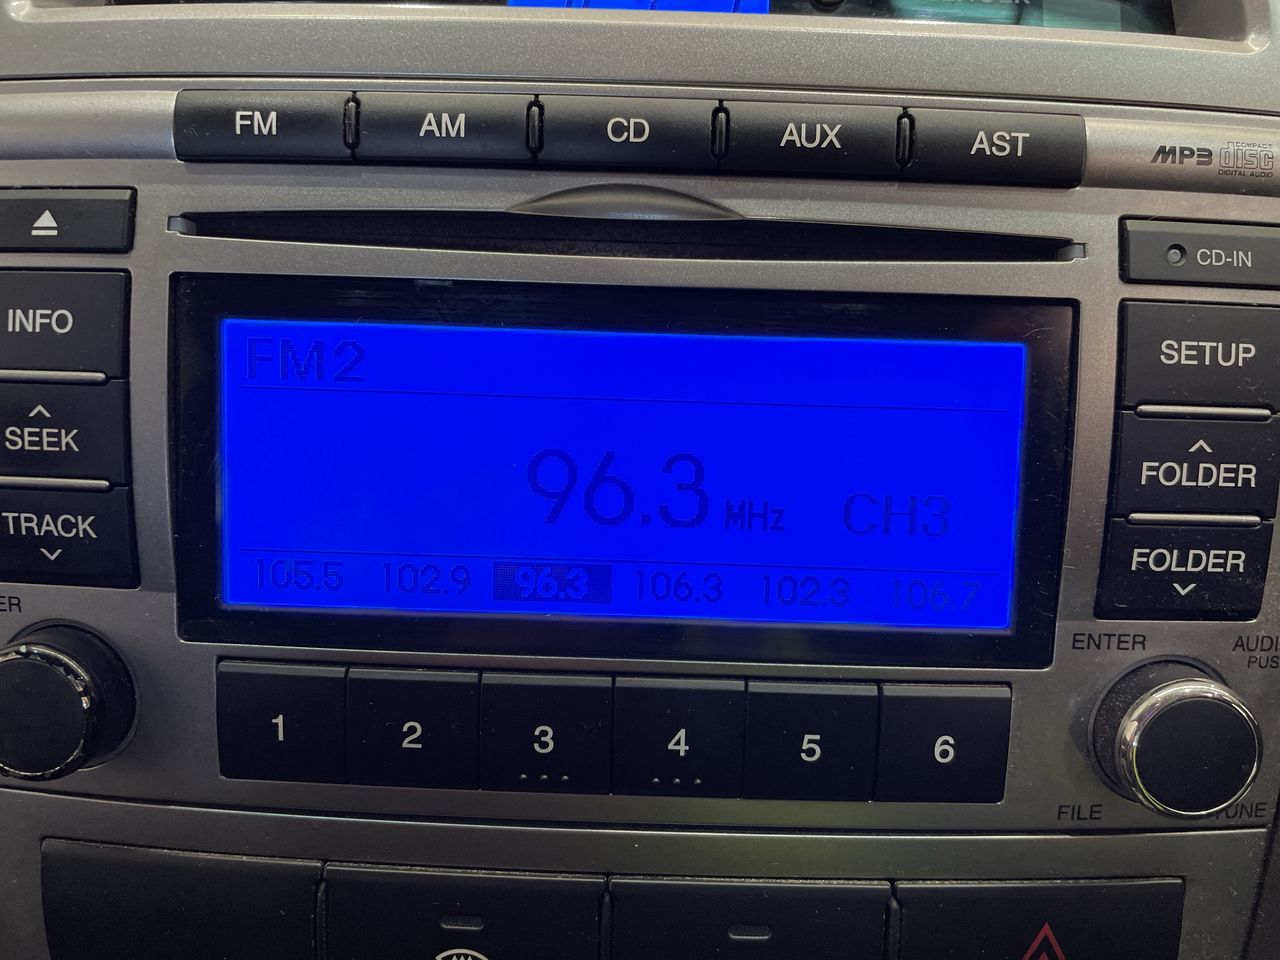 FM AM CD AUX AST
MP3 COMPACT disc DIGITAL AUDIO
CD-IN
INFO
SETUP
FM2
SEEK
FOLDER
96.3 MHz CH3
TRACK
FOLDER
105.5 102.9 96.3 106.3 102.3 106.7
ENTER
1 2 3 4 5 6
FILE
TUNE